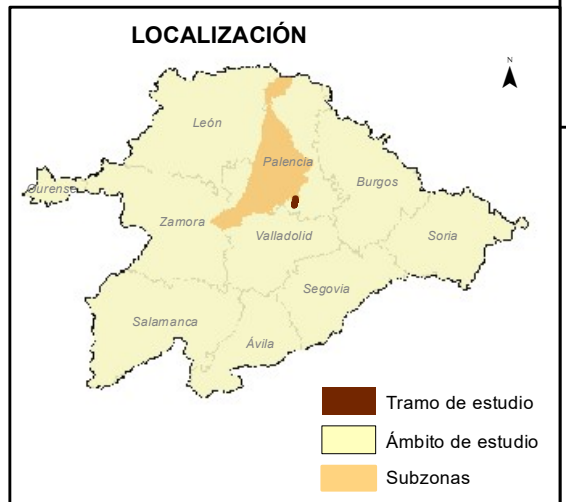 LOCALIZACIÓN
N
León
Palencia
Burgos
Ourense
Zamora
Valladolid
Soria
Segovia
Salamanca
Ávila
Tramo de estudio
Ámbito de estudio
Subzonas